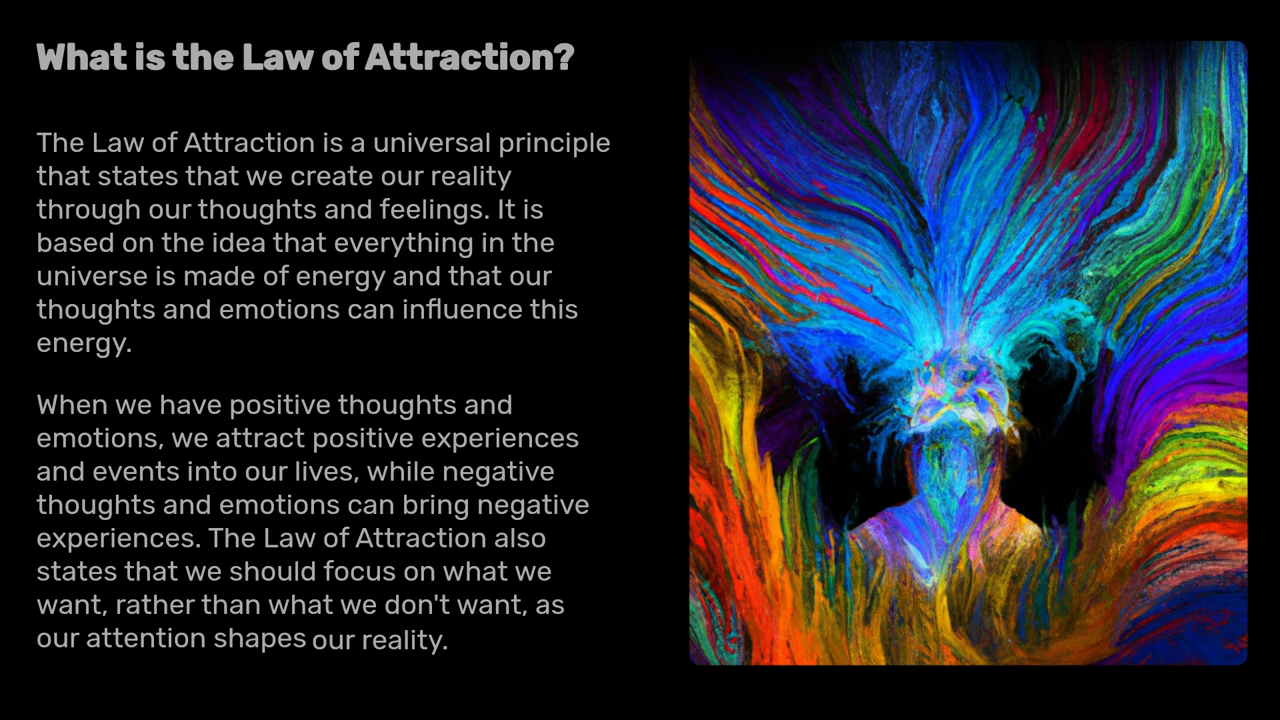 What is the Law of Attraction?
The Law of Attraction is a universal principle
that states that we create our reality
through our thoughts and feelings. It is
based on the idea that everything in the
universe is made of energy and that our
thoughts and emotions can influence this
energy.
When we have positive thoughts and
emotions, we attract positive experiences
and events into our lives, while negative
thoughts and emotions can bring negative
experiences. The Law of Attraction also
states that we should focus on what we
want, rather than what we don't want, as
our attention shapes our reality.